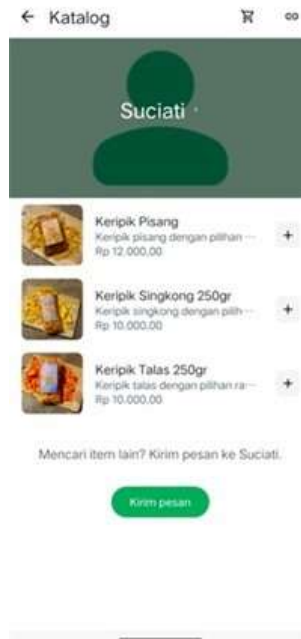 Katalog
Suciati
Keripik Pisang
Keripik pisang dengan pilihan ...
Rp 12.000,00
Keripik Singkong 250gr
Keripik singkong dengan pilih...
Rp 10.000,00
Keripik Talas 250gr
Keripik talas dengan pilihan ra...
Rp 10.000,00
Mencari item lain? Kirim pesan ke Suciati.
Kirim pesan